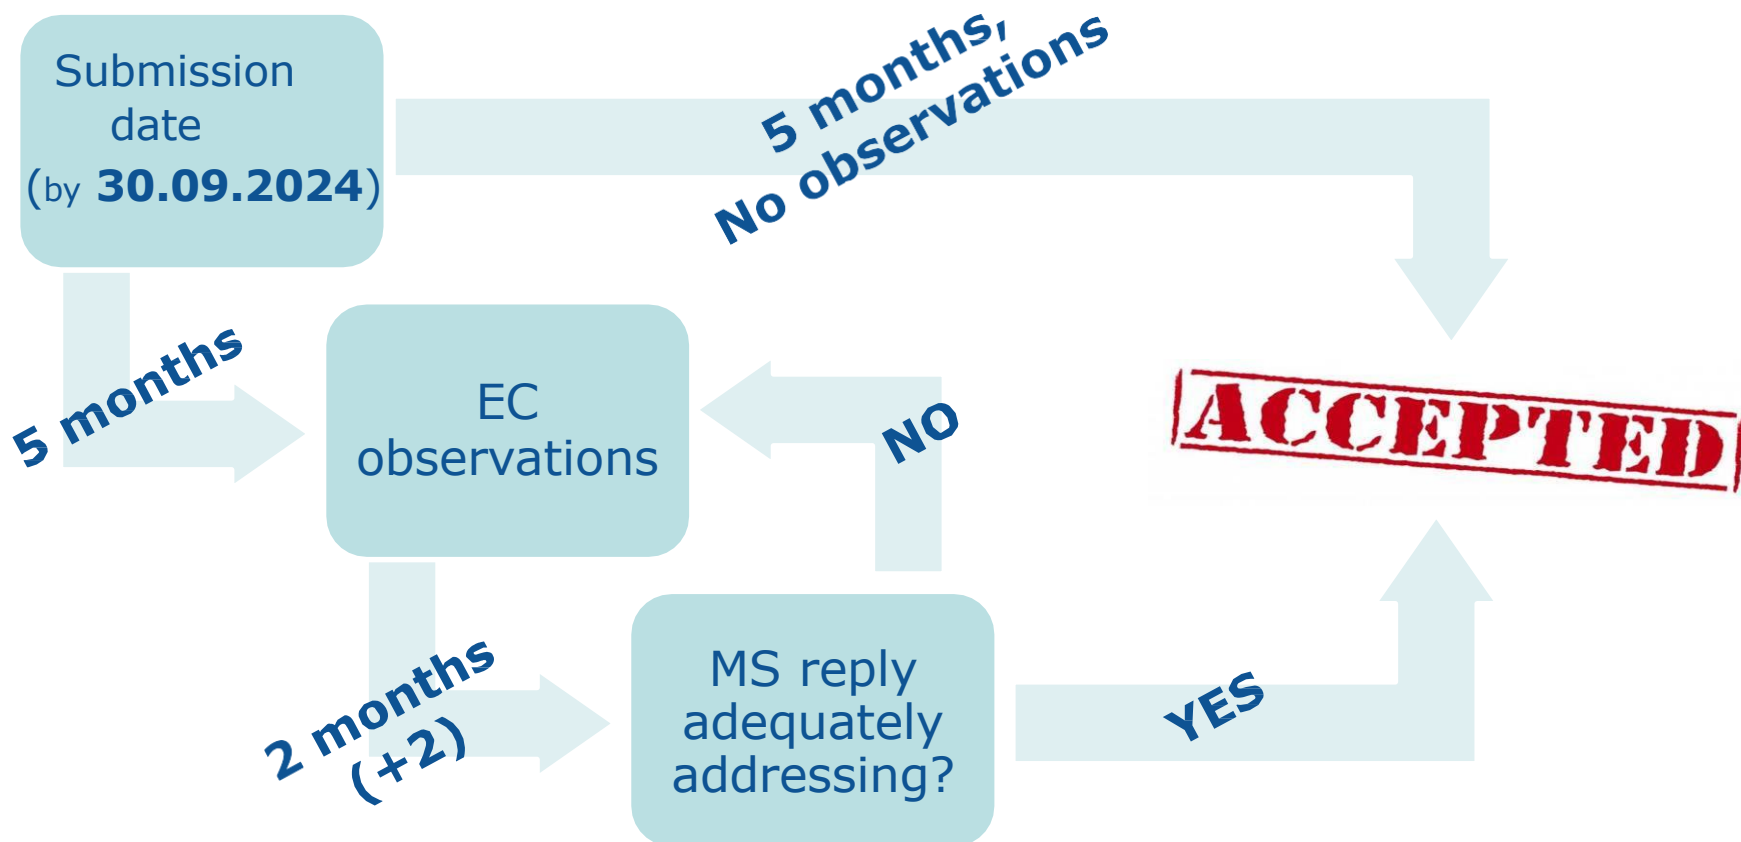 Submission
date
(by 30.09.2024)
5 months,
No observations
5 months
EC
observations
NO
ACCEPTED
2 months
(+2)
MS reply
adequately
addressing?
YES